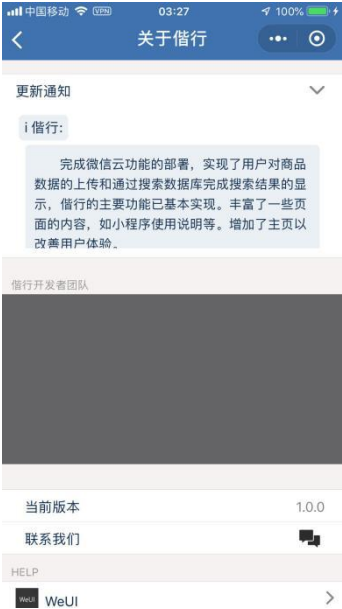 中国移动 VPN 03:27 100%
关于偕行
更新通知
i 偕行:
完成微信云功能的部署，实现了用户对商品
数据的上传和通过搜索数据库完成搜索结果的显
示，偕行的主要功能已基本实现。丰富了一些页
面的内容，如小程序使用说明等。增加了主页以
改善用户体验。
偕行开发者团队
当前版本 1.0.0
联系我们
HELP
WeUI WeUI